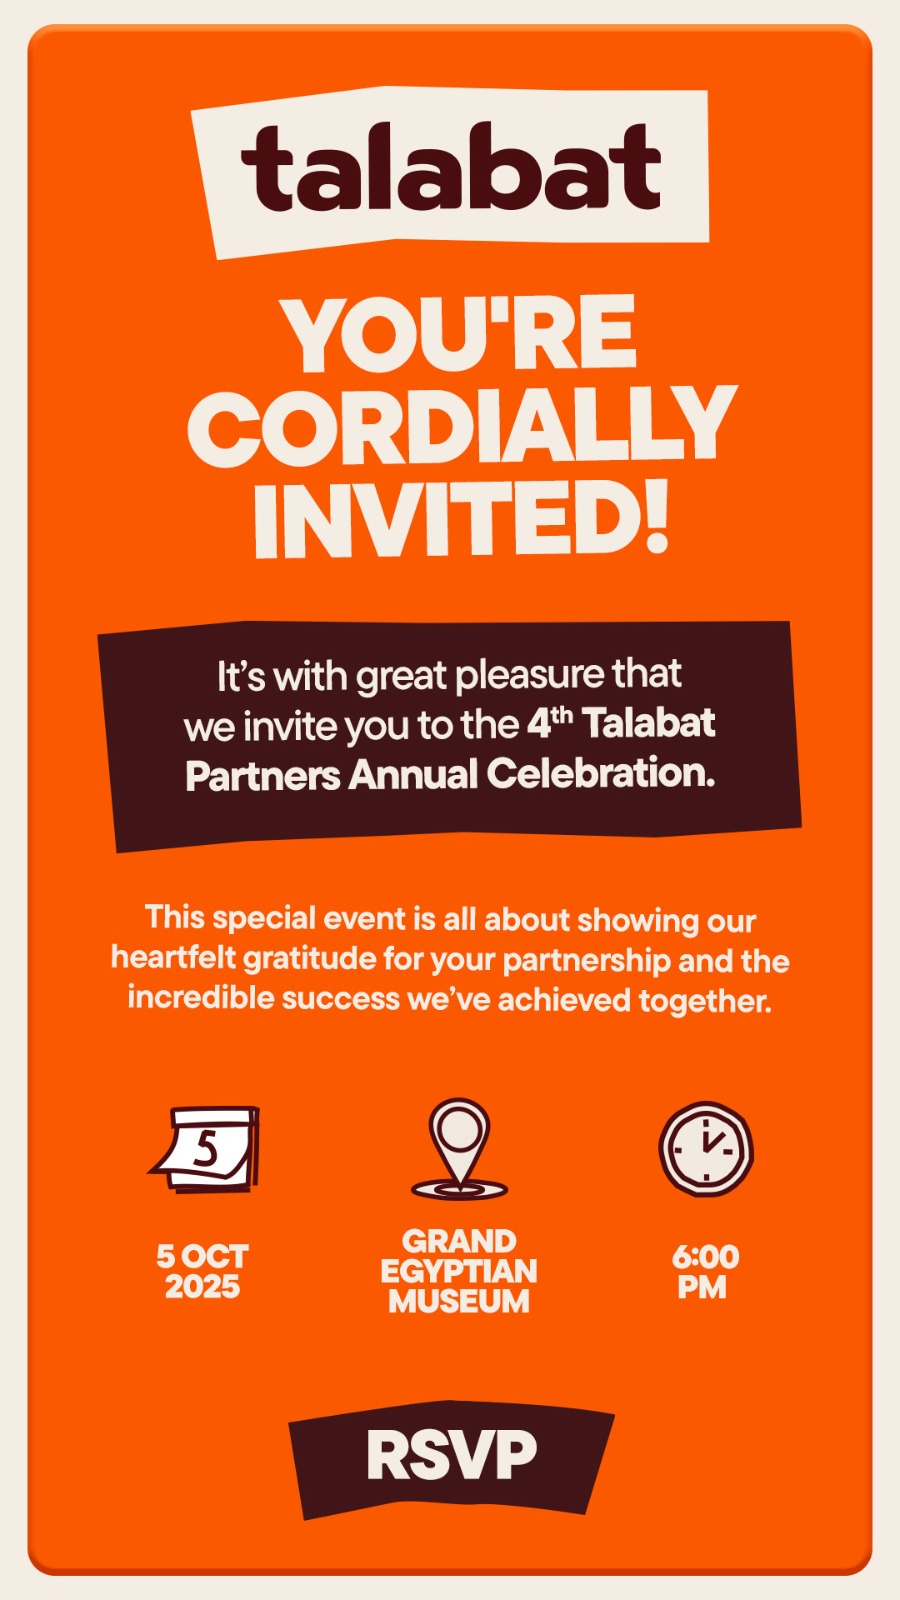 talabat
YOU'RE
CORDIALLY
INVITED!
It’s with great pleasure that
we invite you to the 4th Talabat
Partners Annual Celebration.
This special event is all about showing our
heartfelt gratitude for your partnership and the
incredible success we’ve achieved together.
5
5 OCT
2025
GRAND
EGYPTIAN
MUSEUM
6:00
PM
RSVP